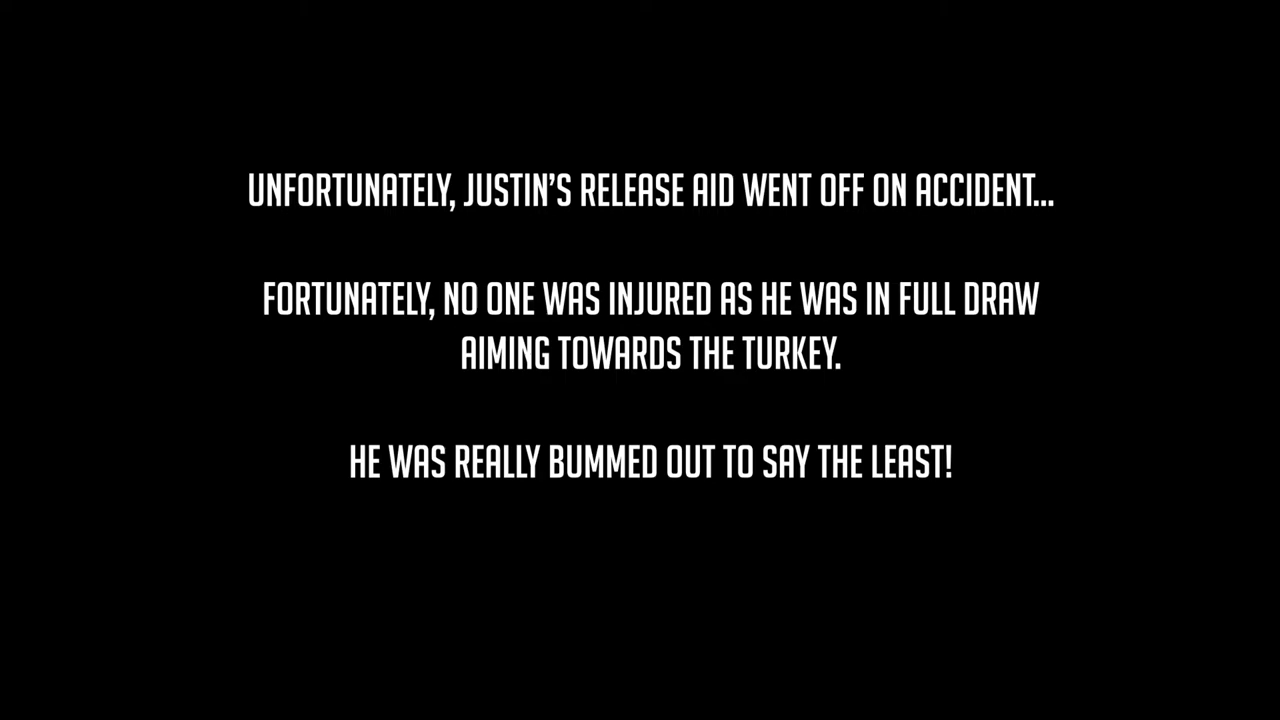 UNFORTUNATELY, JUSTIN'S RELEASE AID WENT OFF ON ACCIDENT...
FORTUNATELY, NO ONE WAS INJURED AS HE WAS IN FULL DRAW
AIMING TOWARDS THE TURKEY.
HE WAS REALLY BUMMED OUT TO SAY THE LEAST!